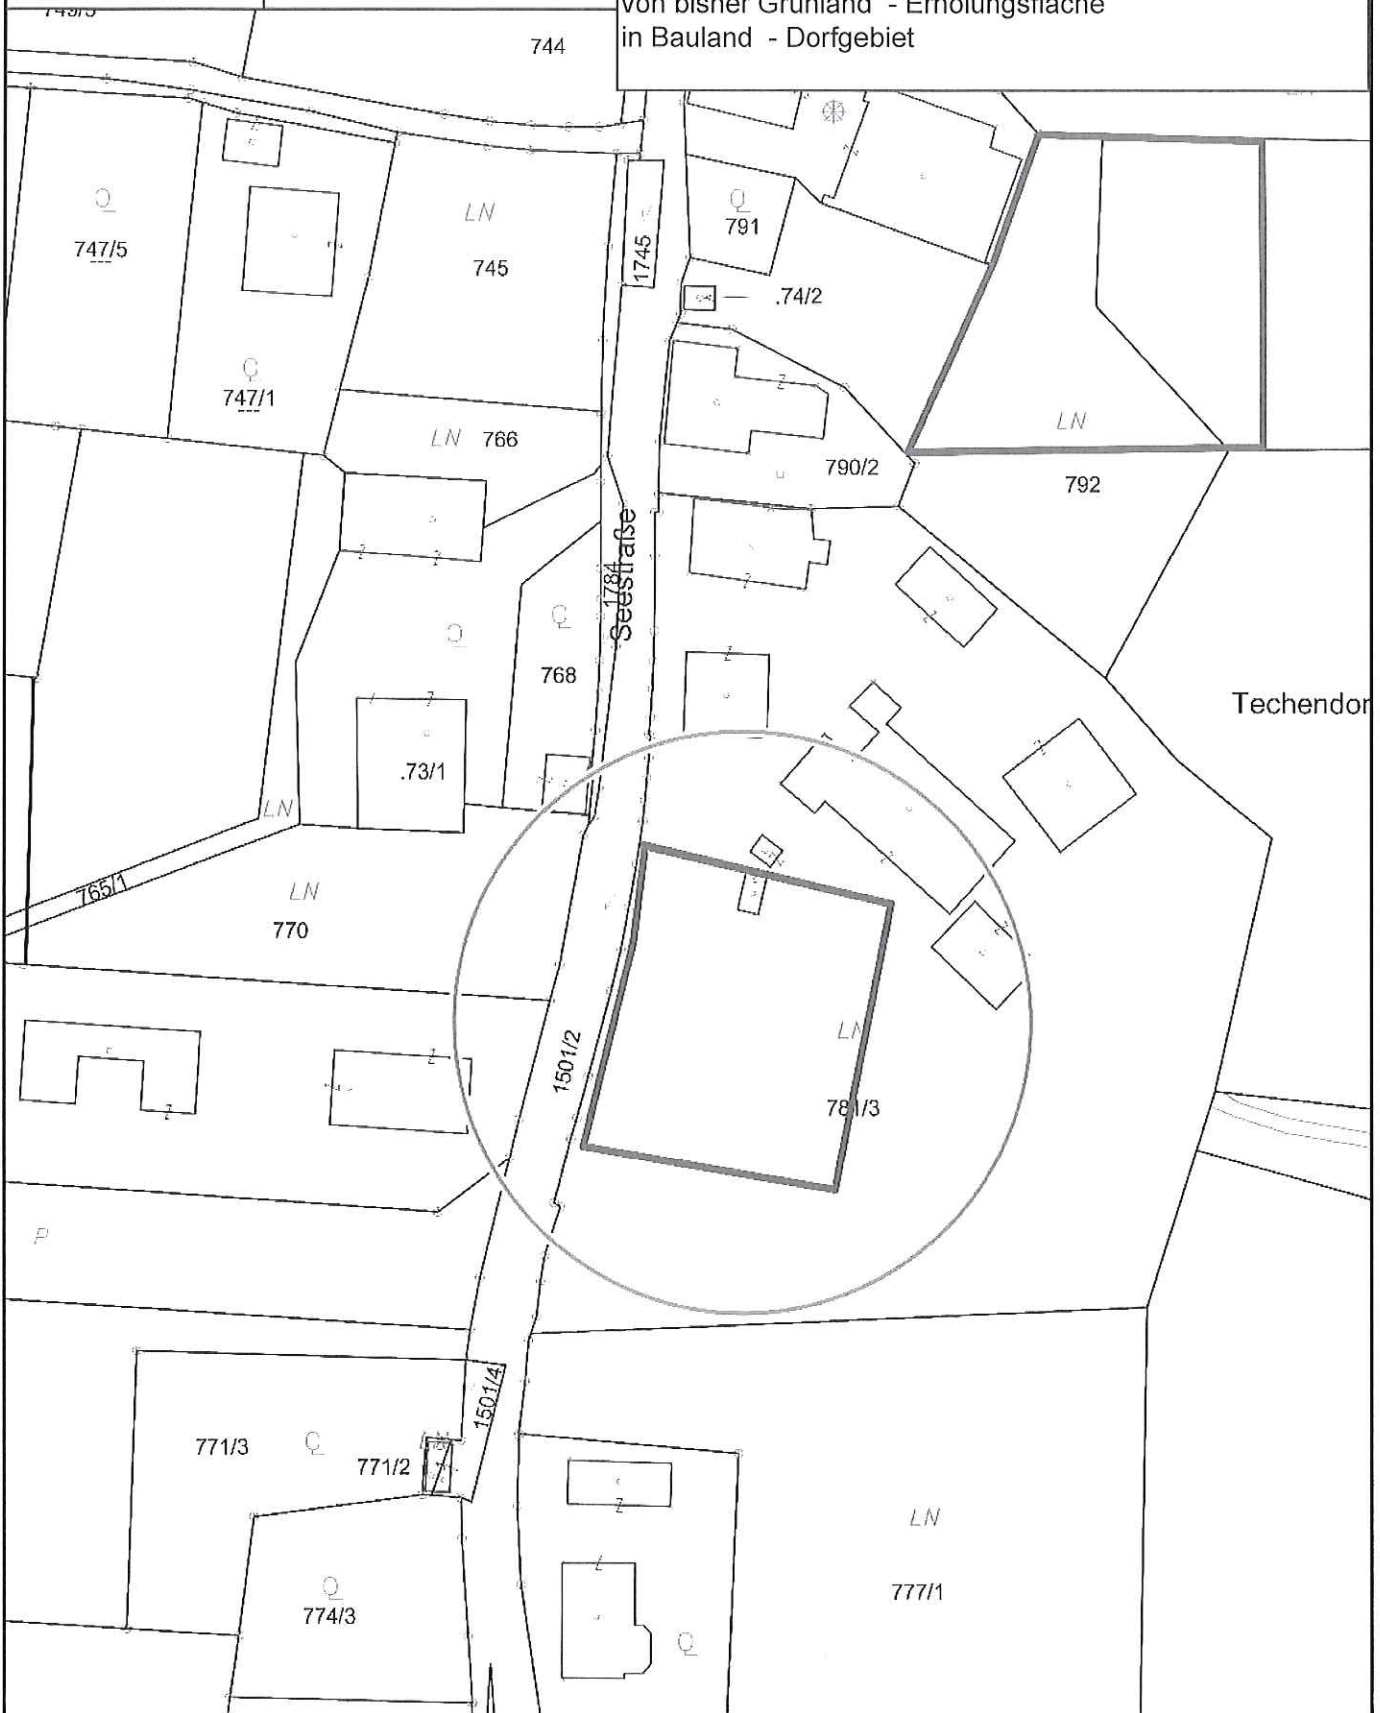 von bisher Grünland - Erholungsfläche
in Bauland - Dorfgebiet
744
747/5
LN
745
1745
791
.74/2
747/1
LN 766
790/2
LN
792
1784
Seestraße
768
.73/1
LN
765/1
LN
770
Techendor
1501/2
LN
781/3
P
1501/4
771/3
771/2
774/3
LN
777/1